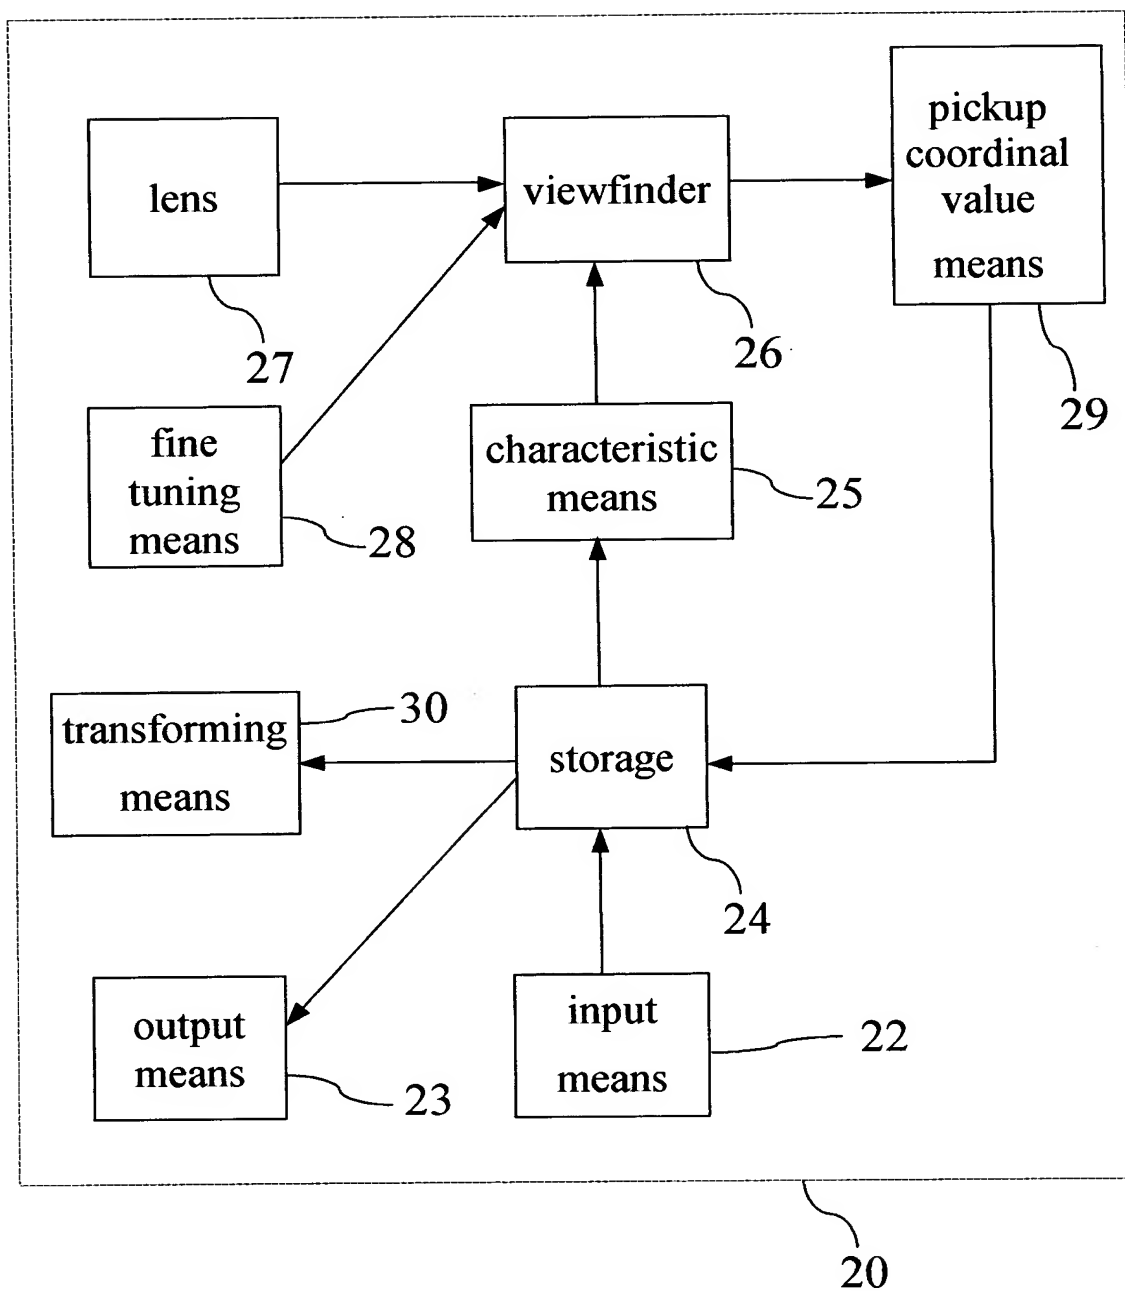 lens
27
viewfinder
26
pickup
coordinal
value
means
29
fine
tuning
means
28
characteristic
means
25
transforming
means
30
storage
24
output
means
23
input
means
22
20